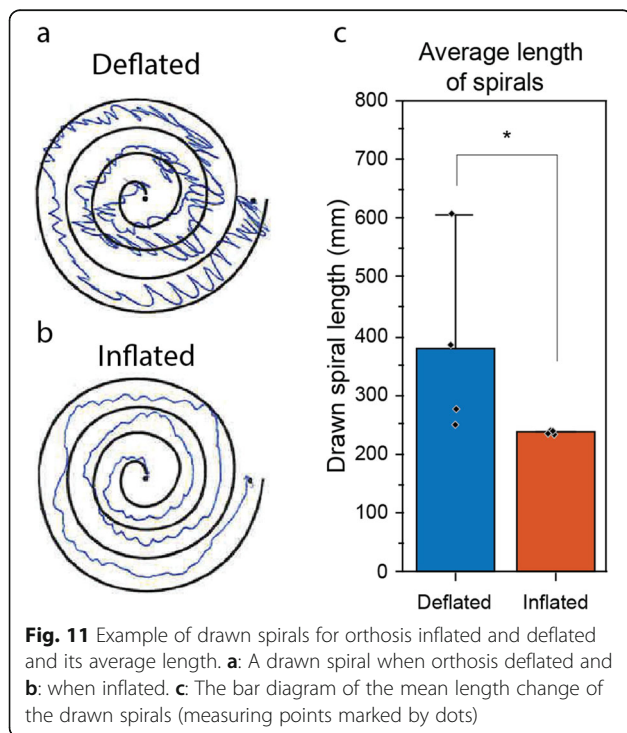 a
Deflated
b
Inflated
c
Average length
of spirals
Drawn spiral length (mm)
800
700
600
500
400
300
200
100
0
*
Deflated
Inflated
Fig. 11 Example of drawn spirals for orthosis inflated and deflated
and its average length. a: A drawn spiral when orthosis deflated and
b: when inflated. c: The bar diagram of the mean length change of
the drawn spirals (measuring points marked by dots)